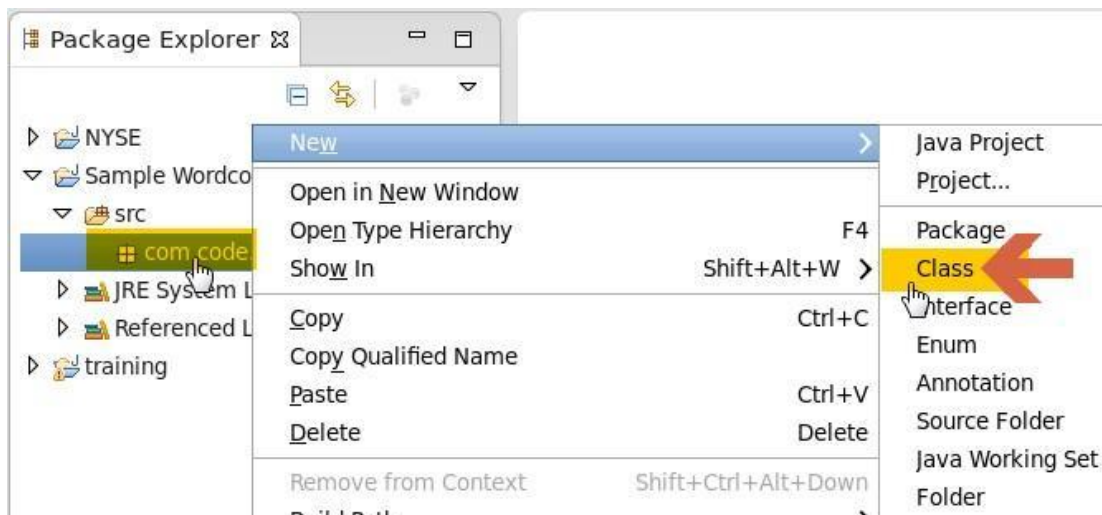 Package Explorer
NYSE
Sample Wordco
src
com.code.
JRE System L
Referenced L
training
New
Open in New Window
Open Type Hierarchy F4
Show In Shift+Alt+W
Copy Ctrl+C
Copy Qualified Name
Paste Ctrl+V
Delete Delete
Remove from Context Shift+Ctrl+Alt+Down
Java Project
Project...
Package
Class
Interface
Enum
Annotation
Source Folder
Java Working Set
Folder